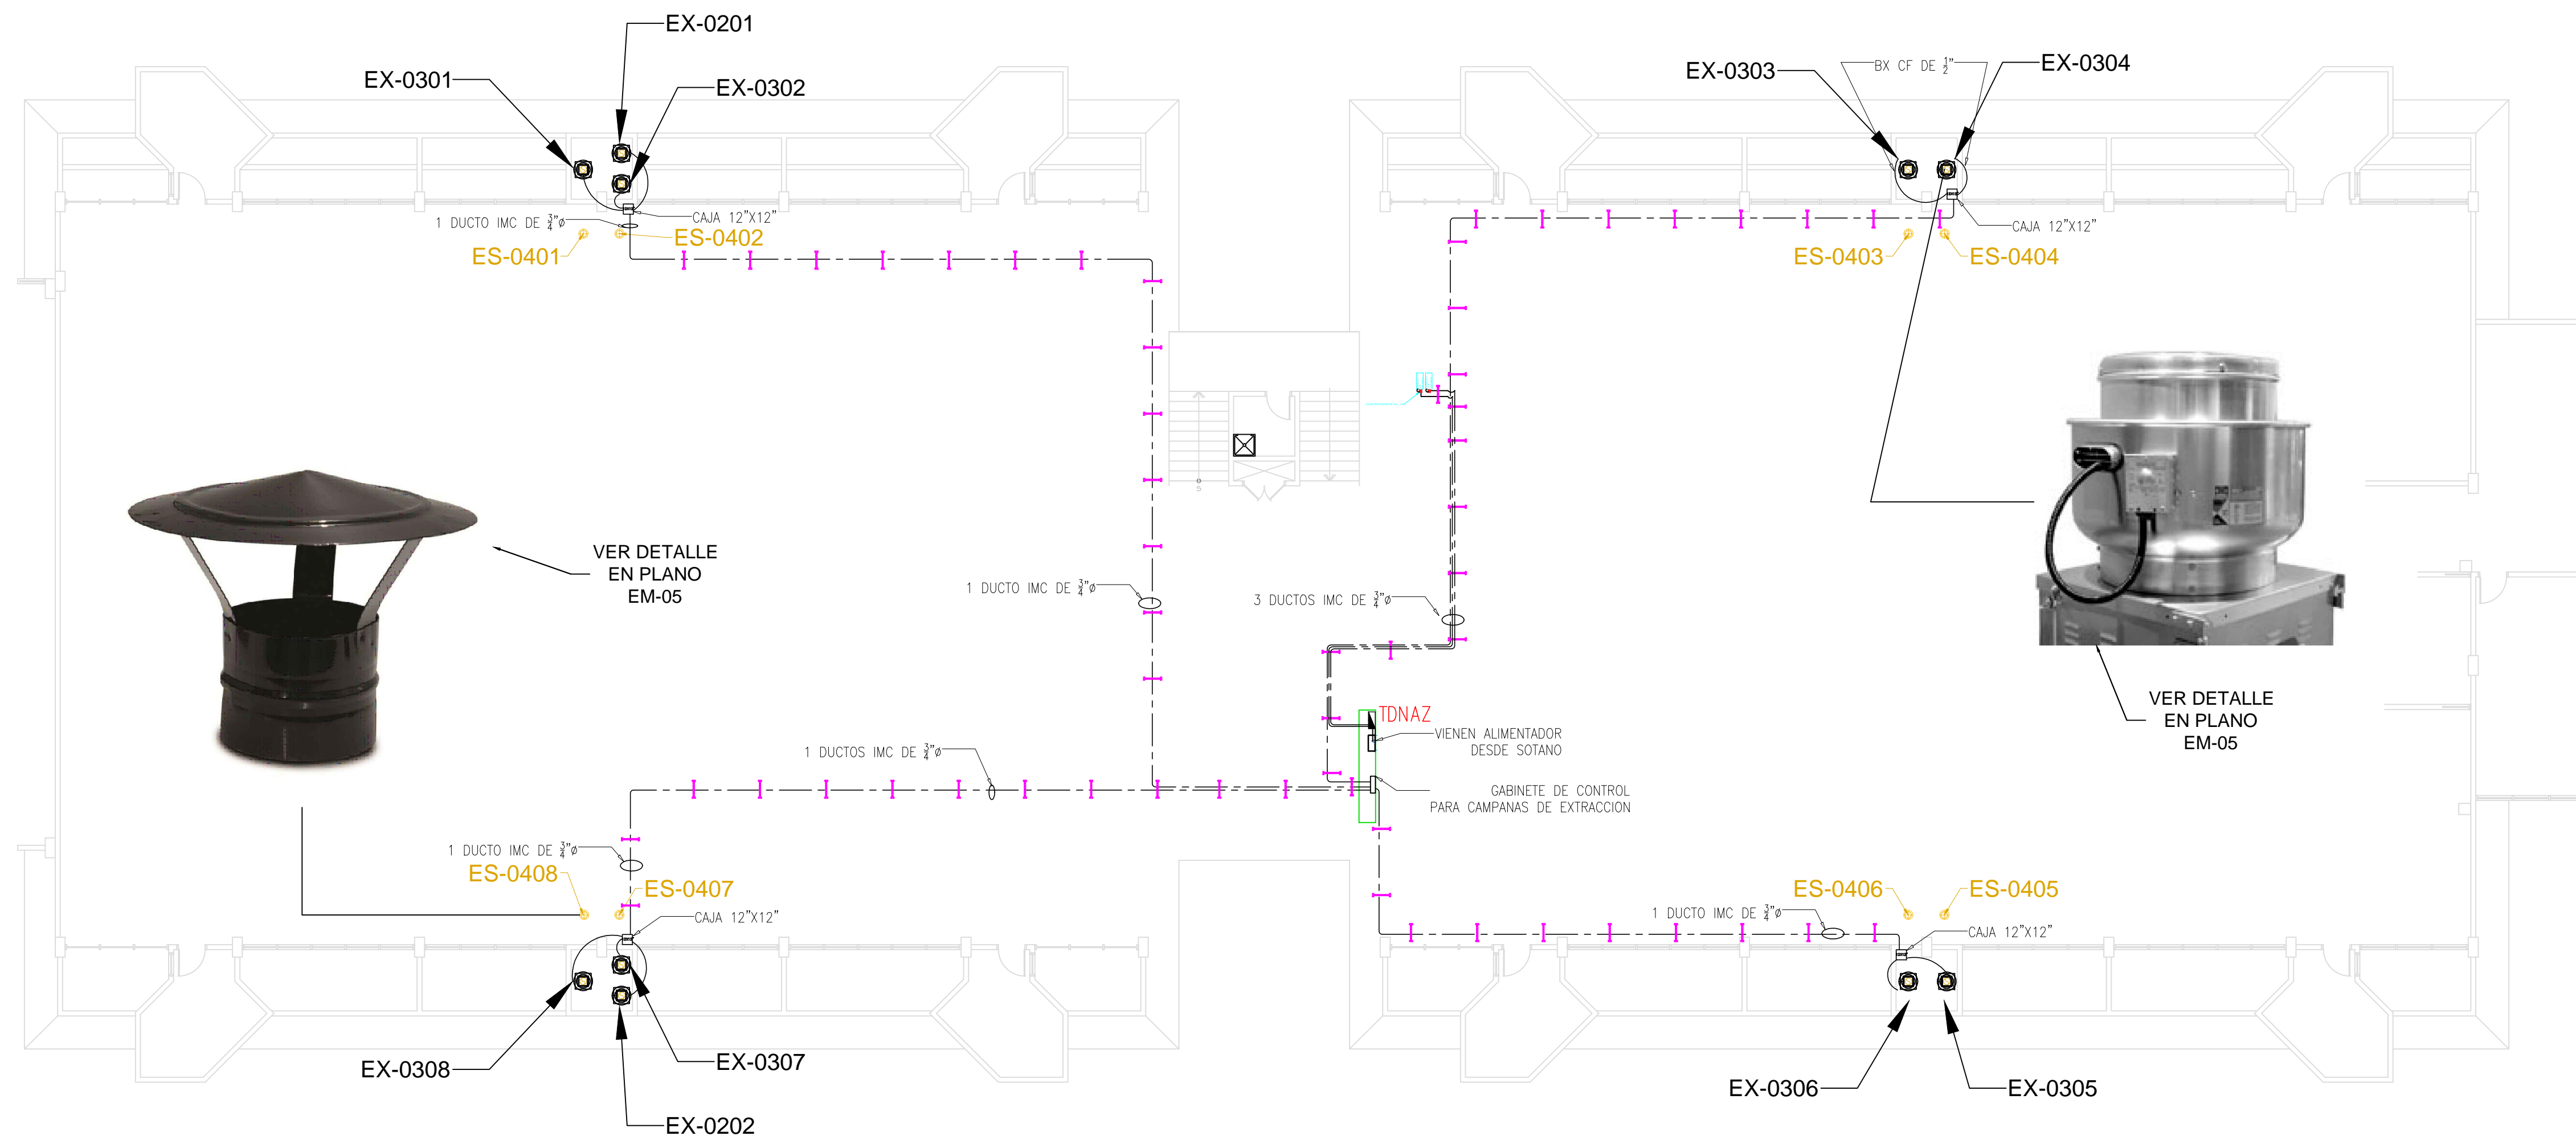 EX-0201
EX-0301
EX-0302
EX-0303
BX CF DE 1/2"
EX-0304
1 DUCTO IMC DE 3/4"ø
CAJA 12"X12"
ES-0401
ES-0402
CAJA 12"X12"
ES-0403
ES-0404
S
VER DETALLE
EN PLANO
EM-05
1 DUCTO IMC DE 3/4"ø
3 DUCTOS IMC DE 3/4"ø
VER DETALLE
EN PLANO
EM-05
TDNAZ
VIENEN ALIMENTADOR
DESDE SOTANO
1 DUCTOS IMC DE 3/4"ø
GABINETE DE CONTROL
PARA CAMPANAS DE EXTRACCION
1 DUCTO IMC DE 3/4"ø
ES-0408
ES-0407
CAJA 12"X12"
ES-0406
ES-0405
1 DUCTO IMC DE 3/4"ø
CAJA 12"X12"
EX-0308
EX-0307
EX-0202
EX-0306
EX-0305